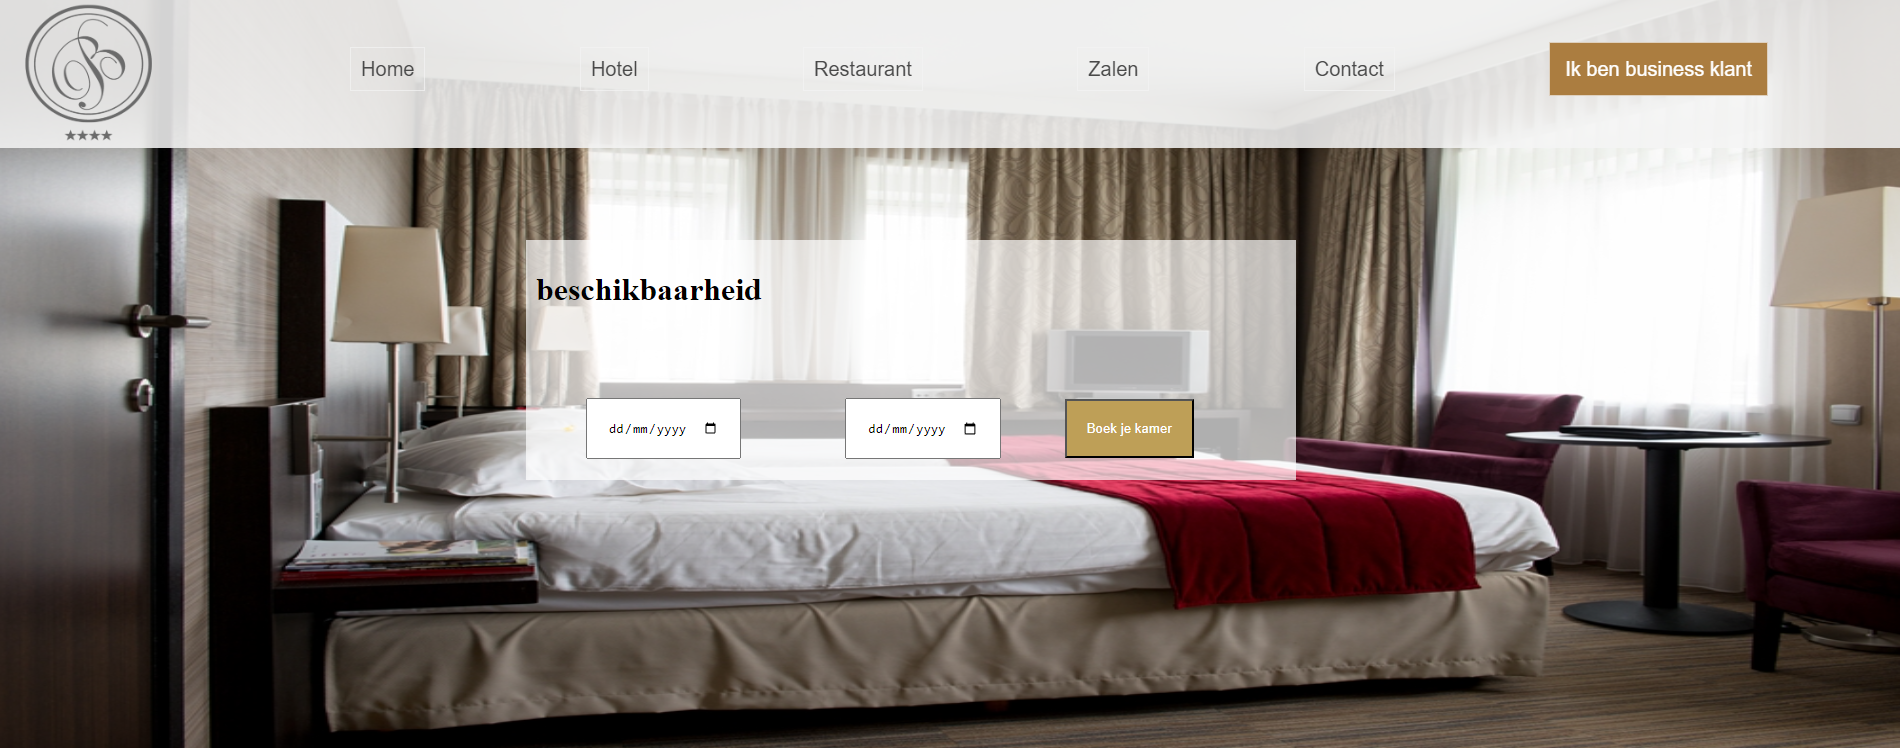 Home
Hotel
Restaurant
Zalen
Contact
Ik ben business klant
beschikbaarheid
dd/mm/yyyy
dd/mm/yyyy
Boek je kamer